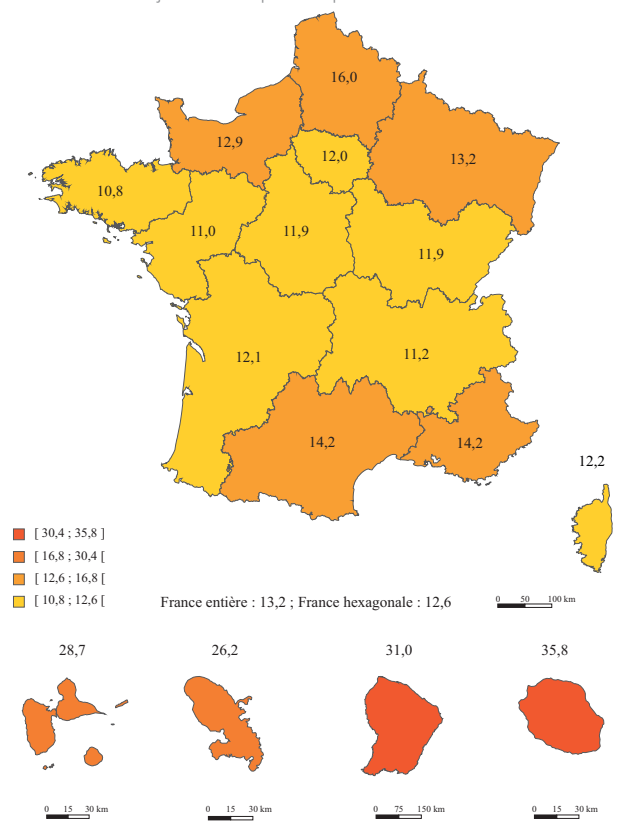 16,0
12,9
12,0
13,2
10,8
11,0
11,9
11,9
12,1
11,2
14,2
14,2
12,2
[ 30,4 ; 35,8 ]
[ 16,8 ; 30,4 [
[ 12,6 ; 16,8 [
[ 10,8 ; 12,6 [
France entière : 13,2 ; France hexagonale : 12,6
0 50 100 km
28,7
26,2
31,0
35,8
0 15 30 km
0 15 30 km
0 75 150 km
0 15 30 km